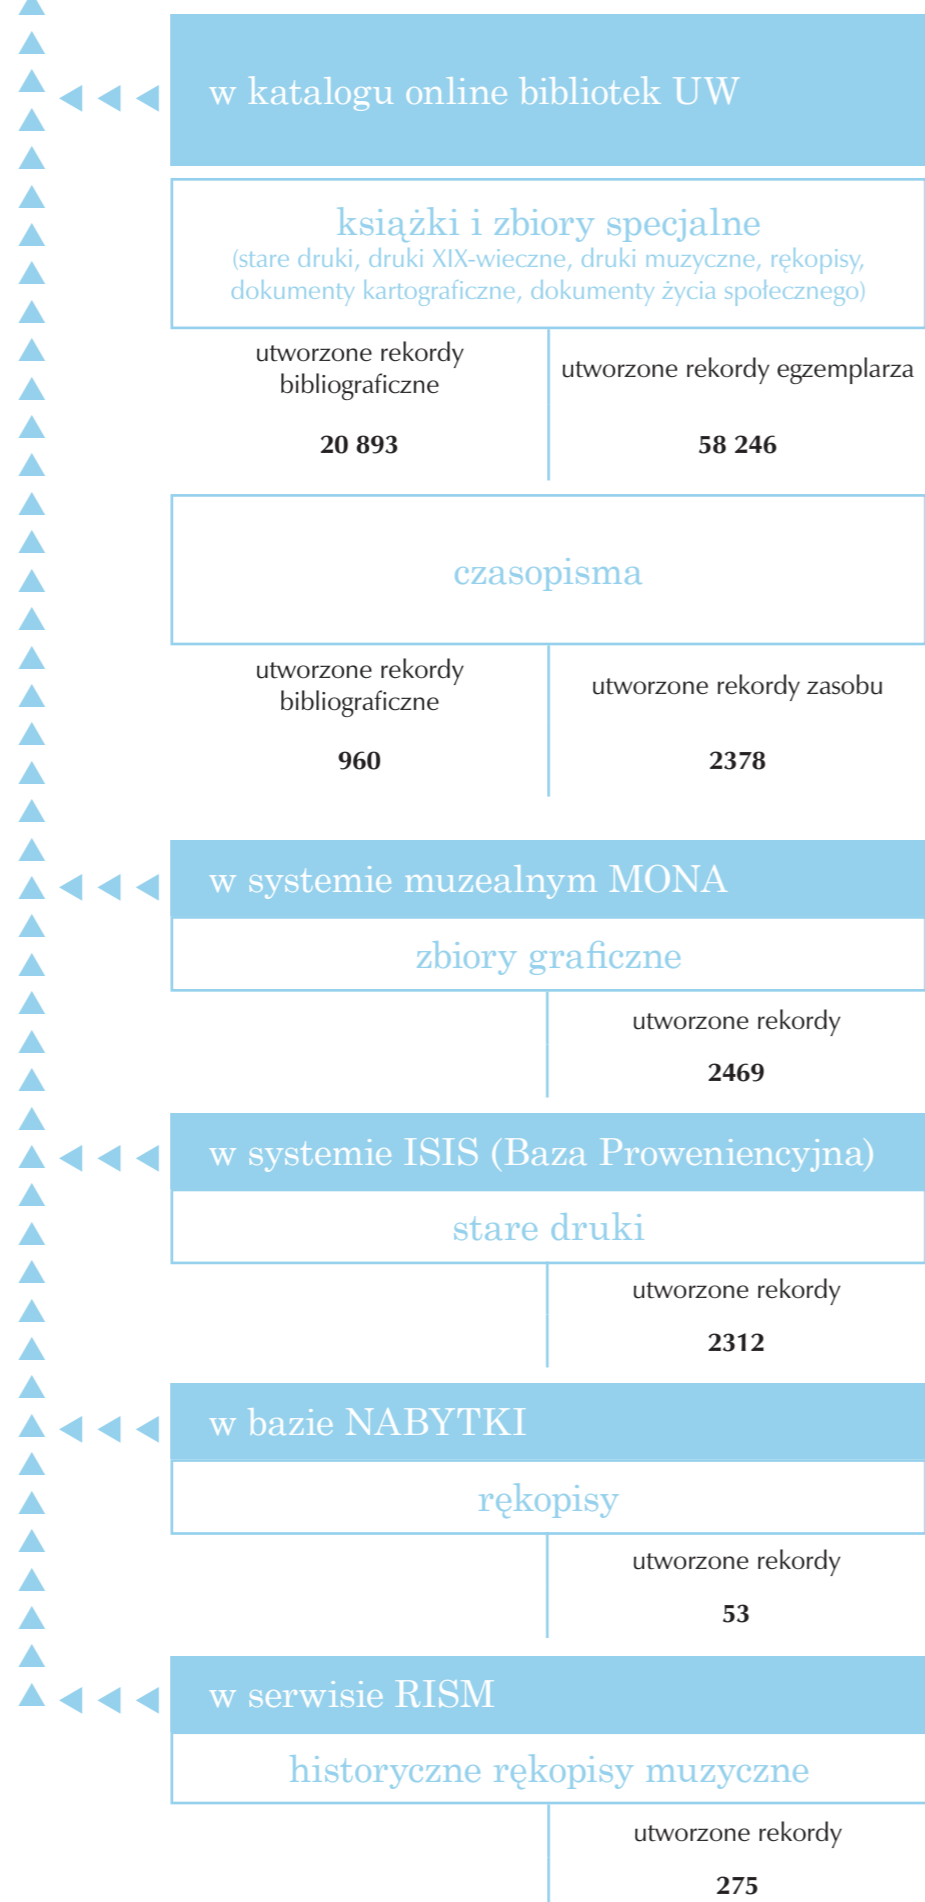 w katalogu online bibliotek UW
książki i zbiory specjalne
(stare druki, druki XIX-wieczne, druki muzyczne, rękopisy,
dokumenty kartograficzne, dokumenty życia społecznego)
utworzone rekordy
bibliograficzne
20 893
utworzone rekordy egzemplarza
58 246
czasopisma
utworzone rekordy
bibliograficzne
960
utworzone rekordy zasobu
2378
w systemie muzealnym MONA
zbiory graficzne
utworzone rekordy
2469
w systemie ISIS (Baza Proweniencyjna)
stare druki
utworzone rekordy
2312
w bazie NABYTKI
rękopisy
utworzone rekordy
53
w serwisie RISM
historyczne rękopisy muzyczne
utworzone rekordy
275